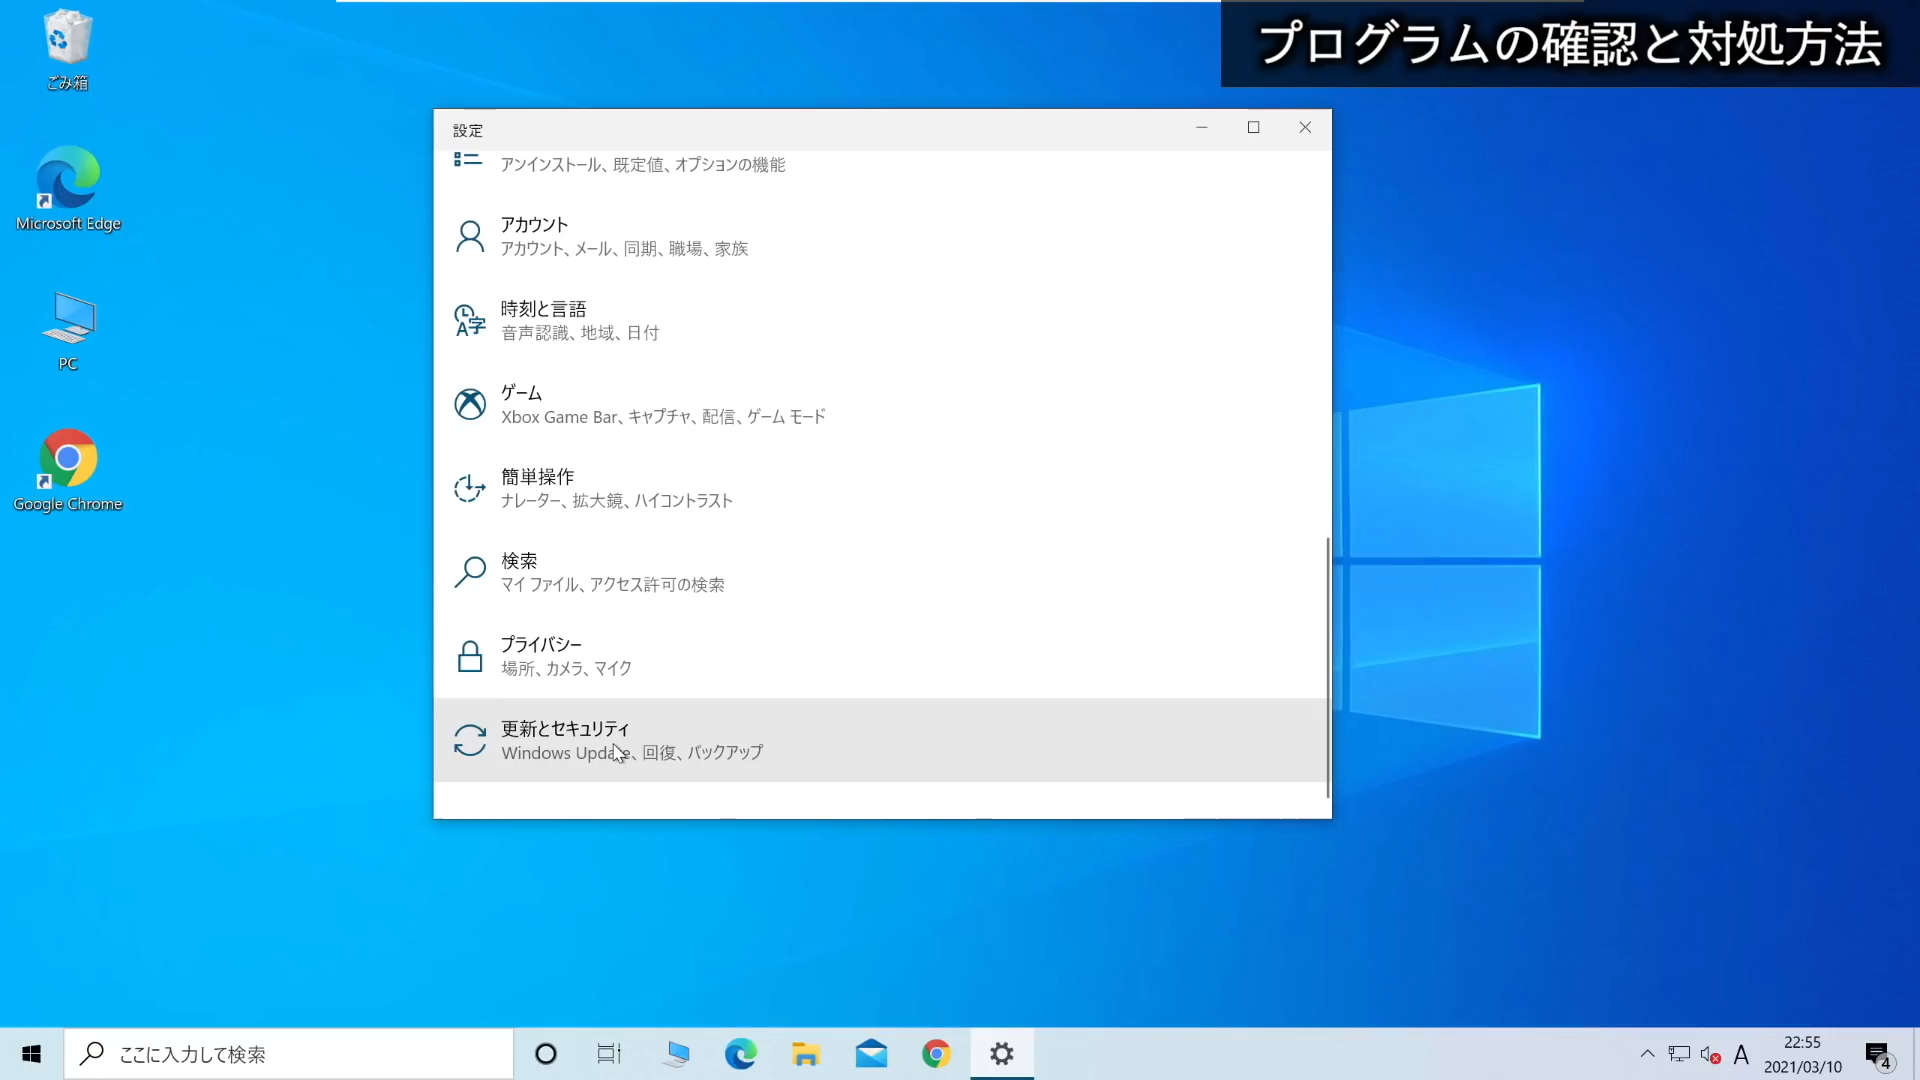 プログラムの確認と対処方法
ごみ箱
Microsoft Edge
PC
Google Chrome
設定
アンインストール、既定値、オプションの機能
アカウント
アカウント、メール、同期、職場、家族
時刻と言語
音声認識、地域、日付
ゲーム
Xbox Game Bar、キャプチャ、配信、ゲーム モード
簡単操作
ナレーター、拡大鏡、ハイコントラスト
検索
マイ ファイル、アクセス許可の検索
プライバシー
場所、カメラ、マイク
更新とセキュリティ
Windows Update、回復、バックアップ
ここに入力して検索
A
22:55
2021/03/10
4